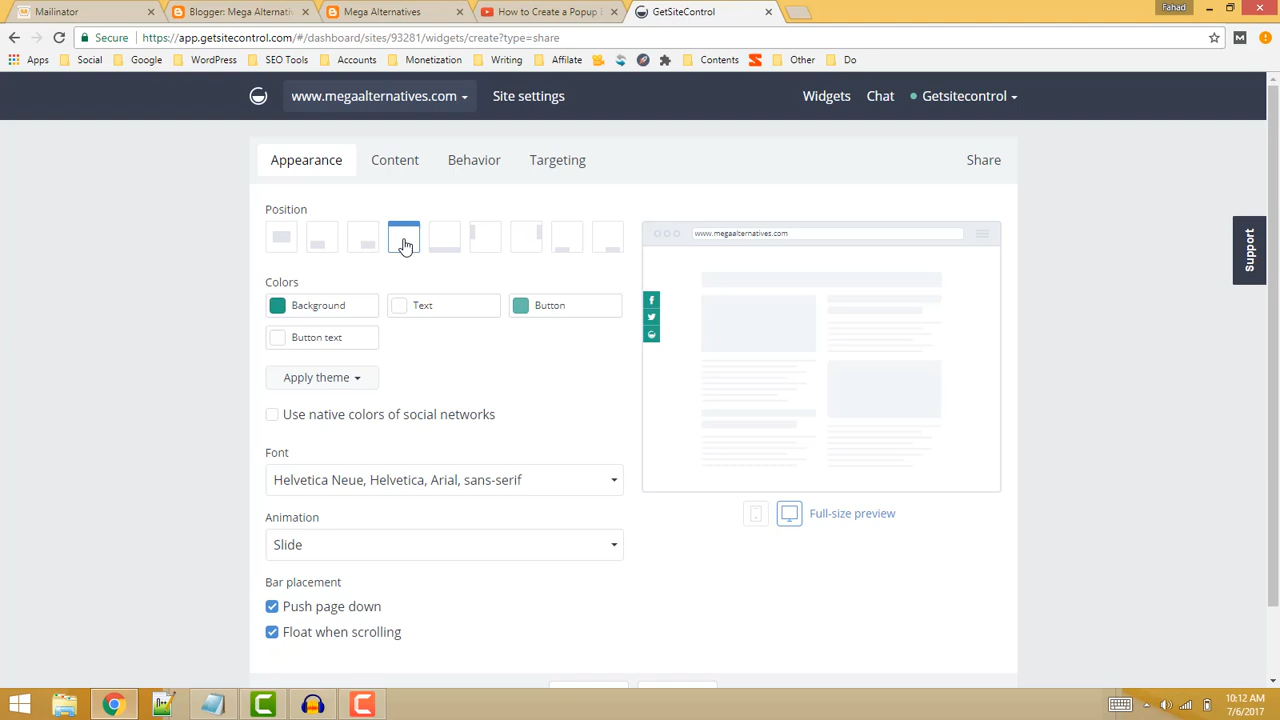 Mailinator
Blogger: Mega Alternati
Mega Alternatives
How to Create a Popup
GetSiteControl
Fahad
Secure
https://app.getsitecontrol.com/#/dashboard/sites/93281/widgets/create?type=share
Apps
Social
Google
WordPress
SEO Tools
Accounts
Monetization
Writing
Affilate
Contents
Other
Do
www.megaalternatives.com
Site settings
Widgets
Chat
Getsitecontrol
Appearance
Content
Behavior
Targeting
Share
Position
www.megaalternatives.com
Support
Colors
Background
Text
Button
Button text
Apply theme
Use native colors of social networks
Font
Helvetica Neue, Helvetica, Arial, sans-serif
Full-size preview
Animation
Slide
Bar placement
Push page down
Float when scrolling
10:12 AM
7/6/2017